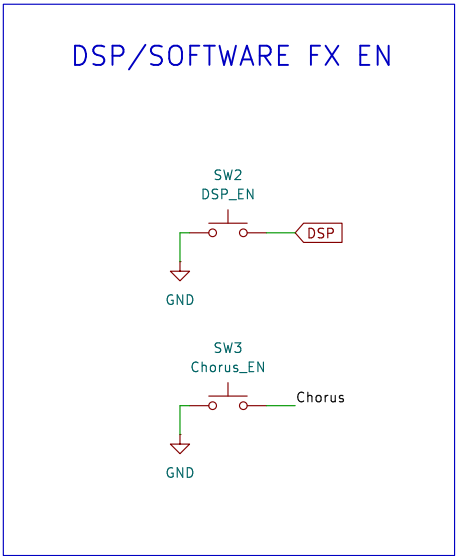 DSP/SOFTWARE FX EN
SW2
DSP_EN
DSP
GND
SW3
Chorus_EN
Chorus
GND